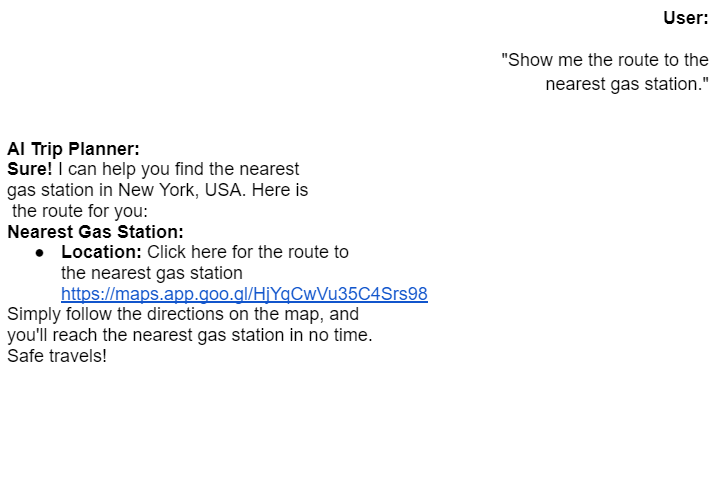 User:
"Show me the route to the
nearest gas station."
AI Trip Planner:
Sure! I can help you find the nearest
gas station in New York, USA. Here is
the route for you:
Nearest Gas Station:
● Location: Click here for the route to
the nearest gas station
https://maps.app.goo.gl/HjYqCwVu35C4Srs98
Simply follow the directions on the map, and
you'll reach the nearest gas station in no time.
Safe travels!